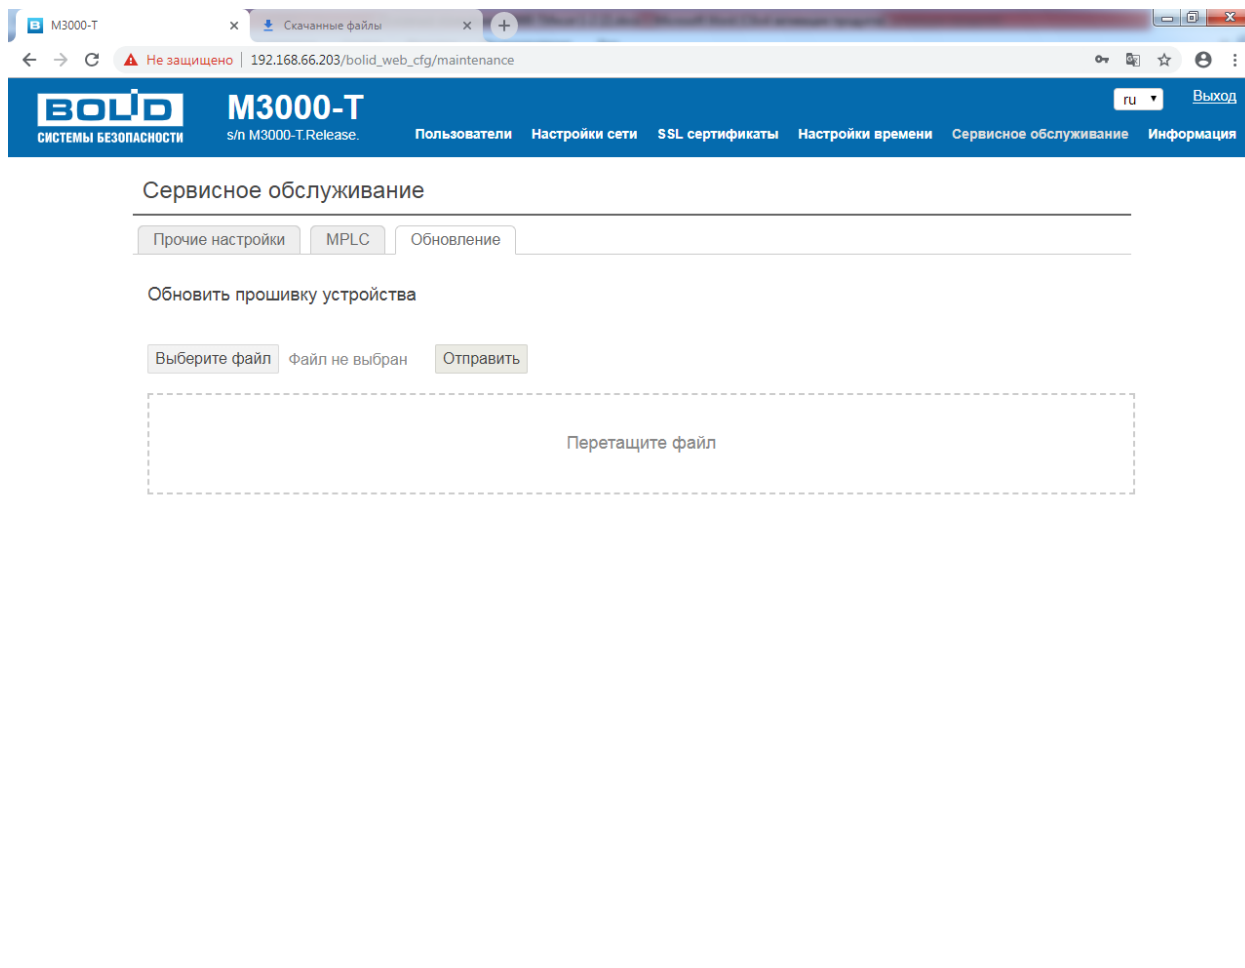 M3000-T
Скачанные файлы
Не защищено
192.168.66.203/bolid_web_cfg/maintenance
BOLID
СИСТЕМЫ БЕЗОПАСНОСТИ
M3000-T
s/n M3000-T.Release.
ru
Выход
Пользователи Настройки сети SSL сертификаты Настройки времени Сервисное обслуживание Информация
Сервисное обслуживание
Прочие настройки MPLC Обновление
Обновить прошивку устройства
Выберите файл Файл не выбран Отправить
Перетащите файл